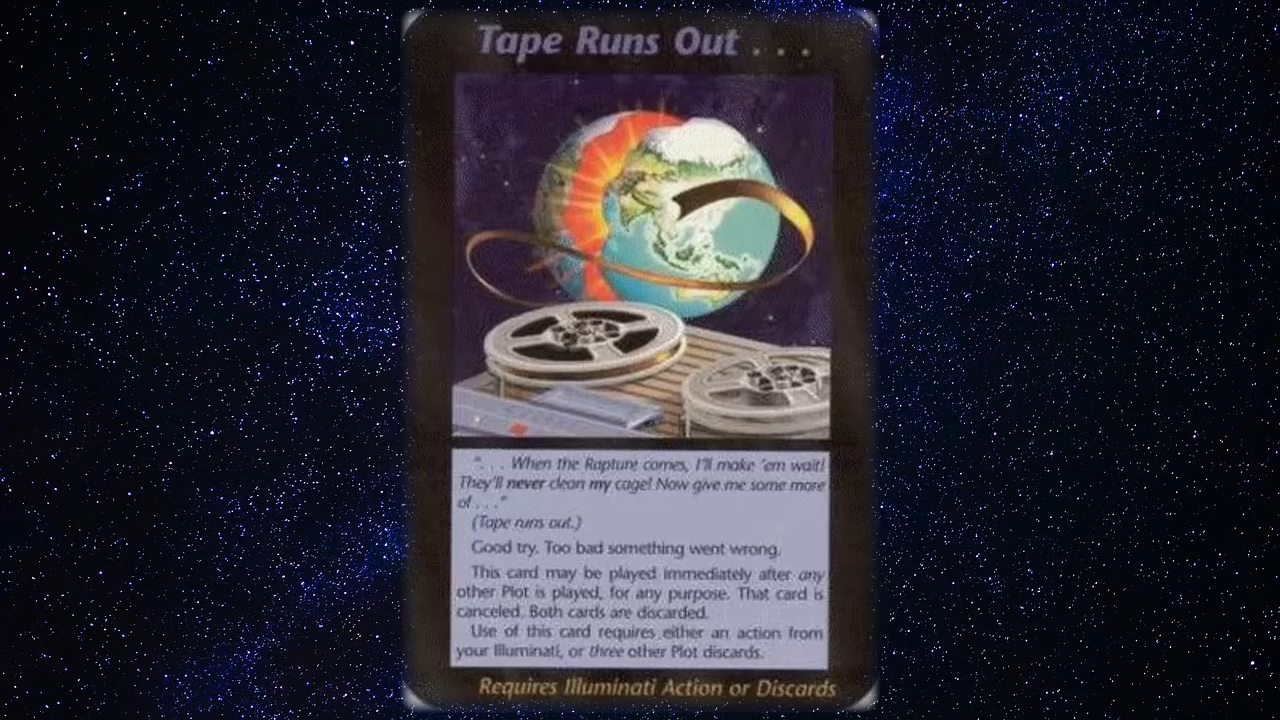 Tape Runs Out . . .
". . . When the Rapture comes, I'll make 'em wait!
They'll never clean my cage! Now give me some more
of . . ."
(Tape runs out.)
Good try. Too bad something went wrong.
This card may be played immediately after any
other Plot is played, for any purpose. That card is
canceled. Both cards are discarded.
Use of this card requires either an action from
your Illuminati, or three other Plot discards.
Requires Illuminati Action or Discards